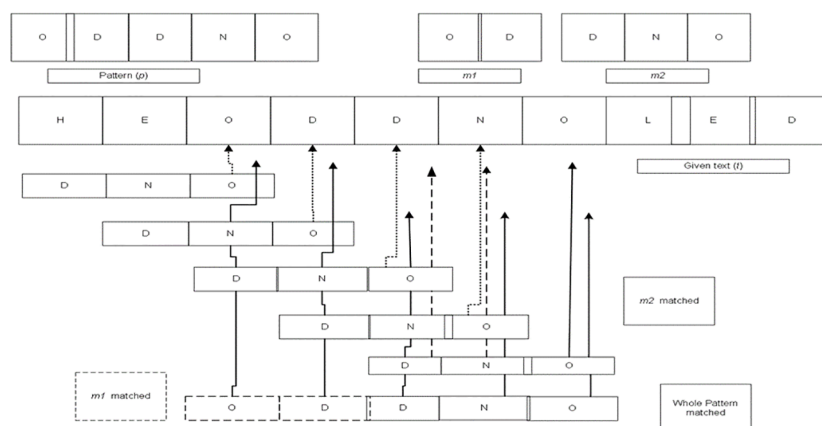 O D D N O O D D N O
Pattern (p) m1 m2
H E O D D N O L E D
Given text (t)
D N O
D N O
D N O
m2 matched
D N O
D N O
m1 matched
O D D N O
Whole Pattern
matched